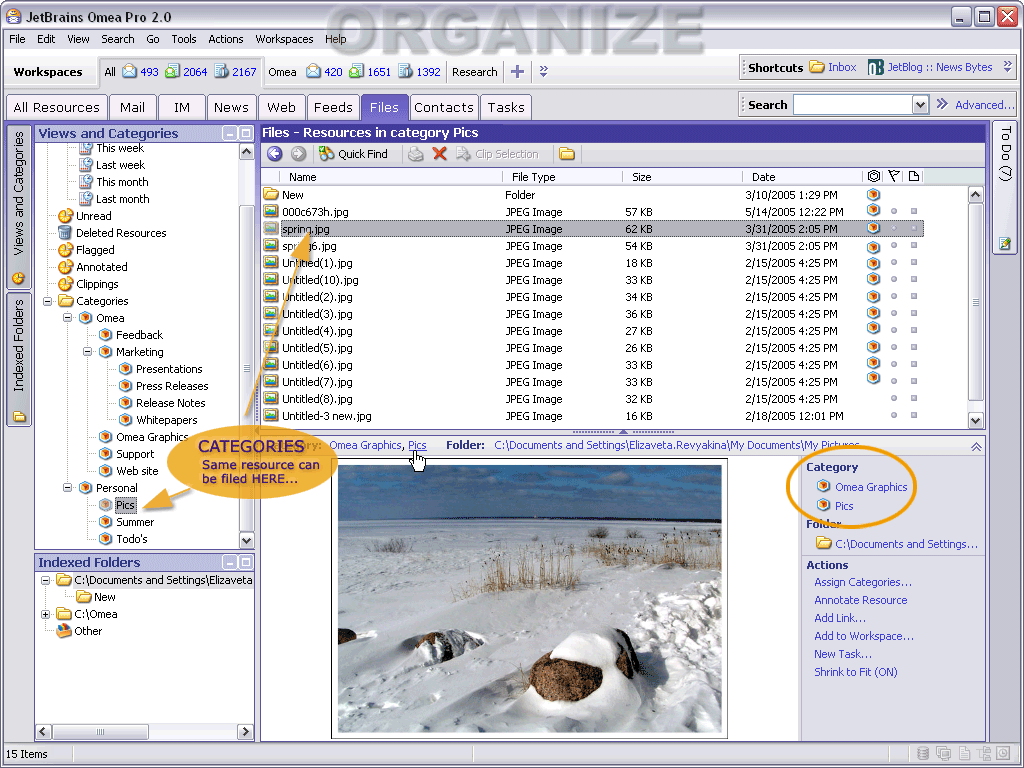 JetBrains Omea Pro 2.0
ORGANIZE
File Edit View Search Go Tools Actions Workspaces Help
Workspaces All 493 2064 2167 Omea 420 1651 1392 Research Shortcuts Inbox JetBlog :: News Bytes
All Resources Mail IM News Web Feeds Files Contacts Tasks Search Advanced...
Views and Categories
Indexed Folders
Views and Categories
This week
Last week
This month
Last month
Unread
Deleted Resources
Flagged
Annotated
Clippings
Categories
Omea
Feedback
Marketing
Presentations
Press Releases
Release Notes
Whitepapers
Omea Graphics
Support
Web site
Personal
Pics
Summer
Todo's
Indexed Folders
C:\Documents and Settings\Elizaveta
New
C:\Omea
Other
Files - Resources in category Pics
Quick Find Clip Selection
Name File Type Size Date
New Folder 3/10/2005 1:29 PM
000c673h.jpg JPEG Image 57 KB 5/14/2005 12:22 PM
spring.jpg JPEG Image 62 KB 3/31/2005 2:05 PM
spring6.jpg JPEG Image 54 KB 3/31/2005 2:05 PM
Untitled(1).jpg JPEG Image 18 KB 2/15/2005 4:25 PM
Untitled(10).jpg JPEG Image 33 KB 2/15/2005 4:25 PM
Untitled(2).jpg JPEG Image 34 KB 2/15/2005 4:25 PM
Untitled(3).jpg JPEG Image 36 KB 2/15/2005 4:25 PM
Untitled(4).jpg JPEG Image 27 KB 2/15/2005 4:25 PM
Untitled(5).jpg JPEG Image 26 KB 2/15/2005 4:25 PM
Untitled(6).jpg JPEG Image 33 KB 2/15/2005 4:25 PM
Untitled(7).jpg JPEG Image 33 KB 2/15/2005 4:25 PM
Untitled(8).jpg JPEG Image 32 KB 2/15/2005 4:25 PM
Untitled-3 new.jpg JPEG Image 16 KB 2/18/2005 12:01 PM
Omea Graphics, Pics Folder: C:\Documents and Settings\Elizaveta.Revyakina\My Documents\My Pictures
CATEGORIES
Same resource can
be filed HERE...
Category
Omea Graphics
Pics
Folder
C:\Documents and Settings...
Actions
Assign Categories...
Annotate Resource
Add Link...
Add to Workspace...
New Task...
Shrink to Fit (ON)
To Do (7)
15 Items